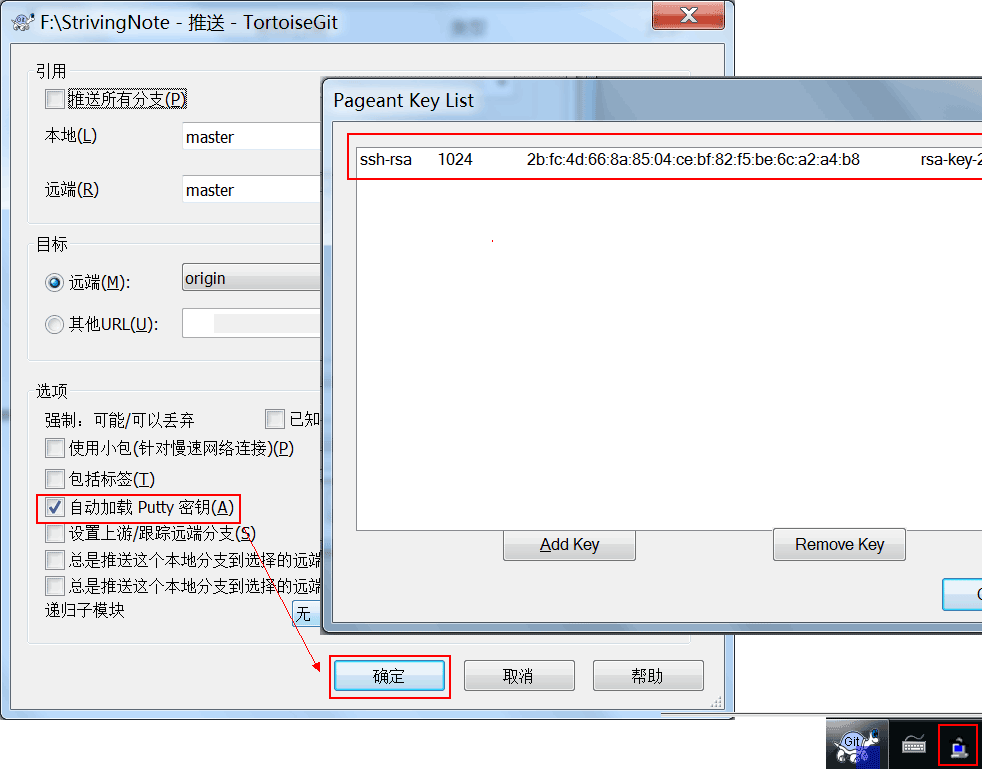 F:\StrivingNote - 推送 - TortoiseGit
引用
推送所有分支(P)
本地(L)
master
远端(R)
master
目标
远端(M):
origin
其他URL(U):
选项
强制：可能/可以丢弃
已知
使用小包(针对慢速网络连接)(P)
包括标签(T)
自动加载 Putty 密钥(A)
设置上游/跟踪远端分支(S)
总是推送这个本地分支到选择的远端
总是推送这个本地分支到选择的远端
递归子模块
无
确定
取消
帮助
Pageant Key List
ssh-rsa 1024 2b:fc:4d:66:8a:85:04:ce:bf:82:f5:be:6c:a2:a4:b8 rsa-key-2
Add Key
Remove Key
Git